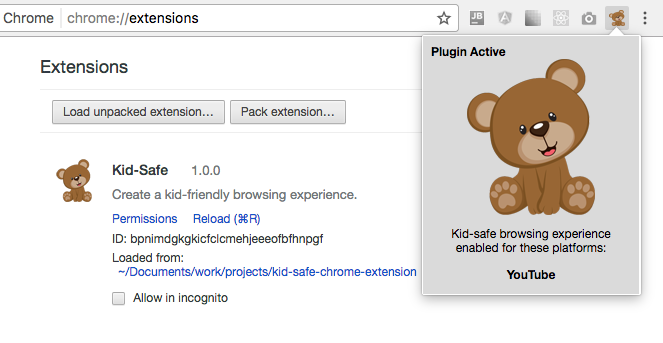 Chrome chrome://extensions
JB
Extensions
Load unpacked extension… Pack extension…
Kid-Safe 1.0.0
Create a kid-friendly browsing experience.
Permissions Reload (⌘R)
ID: bpnimdgkgkicfclcmehjeeeofbfhnpgf
Loaded from:
~/Documents/work/projects/kid-safe-chrome-extension
Allow in incognito
Plugin Active
Kid-safe browsing experience
enabled for these platforms:
YouTube